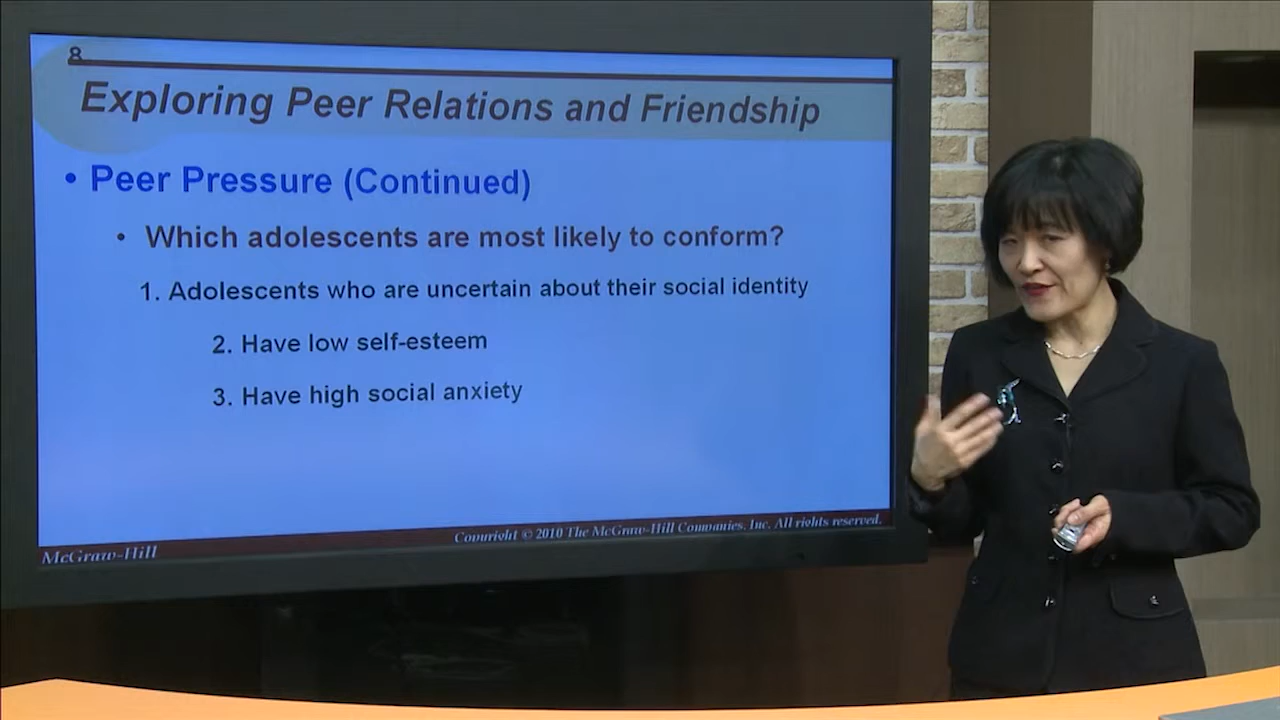 8
Exploring Peer Relations and Friendship
• Peer Pressure (Continued)
• Which adolescents are most likely to conform?
1. Adolescents who are uncertain about their social identity
2. Have low self-esteem
3. Have high social anxiety
McGraw-Hill
Copyright © 2010 The McGraw-Hill Companies, Inc. All rights reserved.